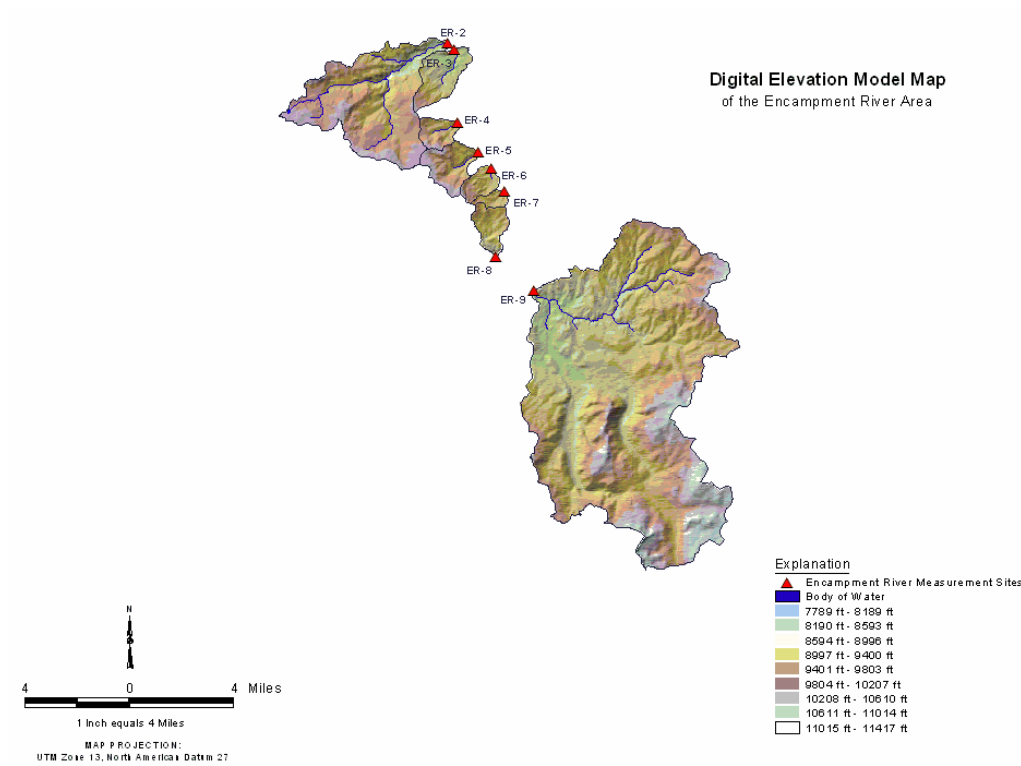 ER-2
ER-3
ER-4
ER-5
ER-6
ER-7
ER-8
ER-9
Digital Elevation Model Map
of the Encampment River Area
Explanation
Encampment River Measurement Sites
Body of Water
7789 ft - 8189 ft
8190 ft - 8593 ft
8594 ft - 8996 ft
8997 ft - 9400 ft
9401 ft - 9803 ft
9804 ft - 10207 ft
10208 ft - 10610 ft
10611 ft - 11014 ft
11015 ft - 11417 ft
N
4 0 4 Miles
1 Inch equals 4 Miles
MAP PROJECTION:
UTM Zone 13, North American Datum 27